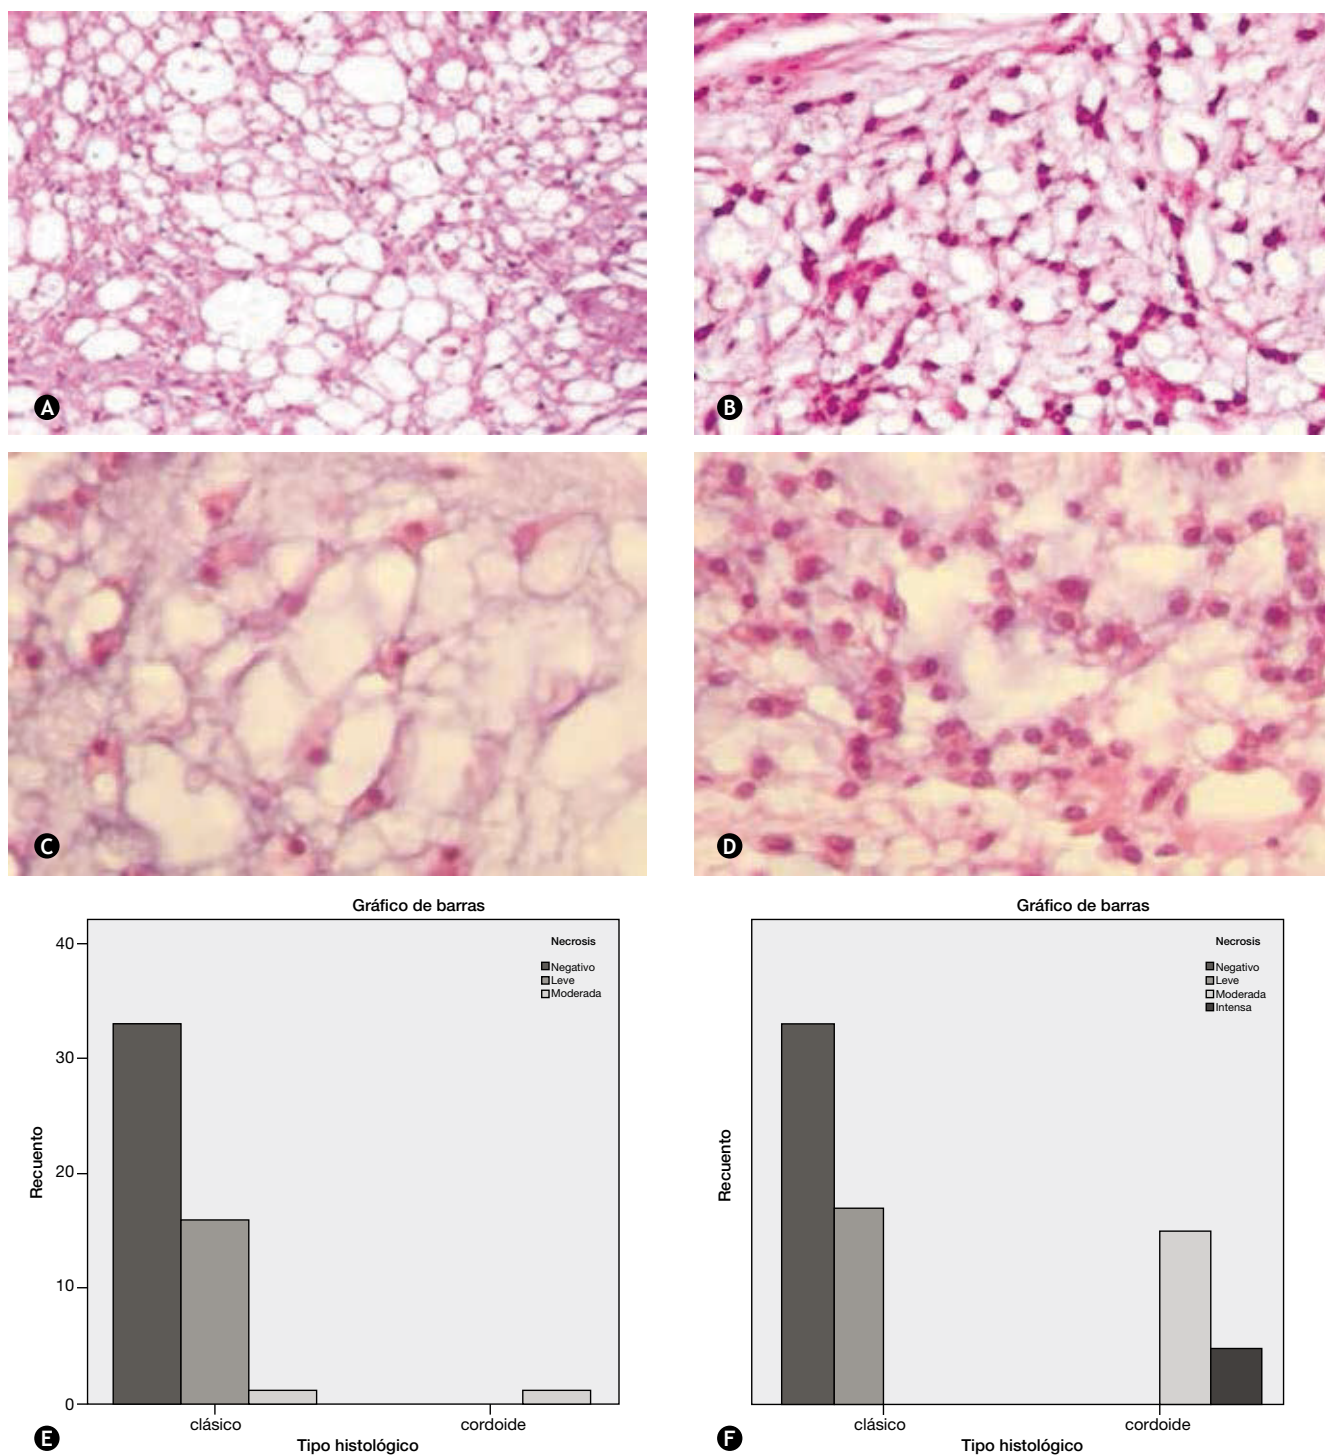 A
B
C
D
Gráfico de barras
Necrosis
Negativo
Leve
Moderada
40
30
20
10
0
Recuento
clásico
cordoide
Tipo histológico
E
Gráfico de barras
Necrosis
Negativo
Leve
Moderada
Intensa
Recuento
clásico
cordoide
Tipo histológico
F